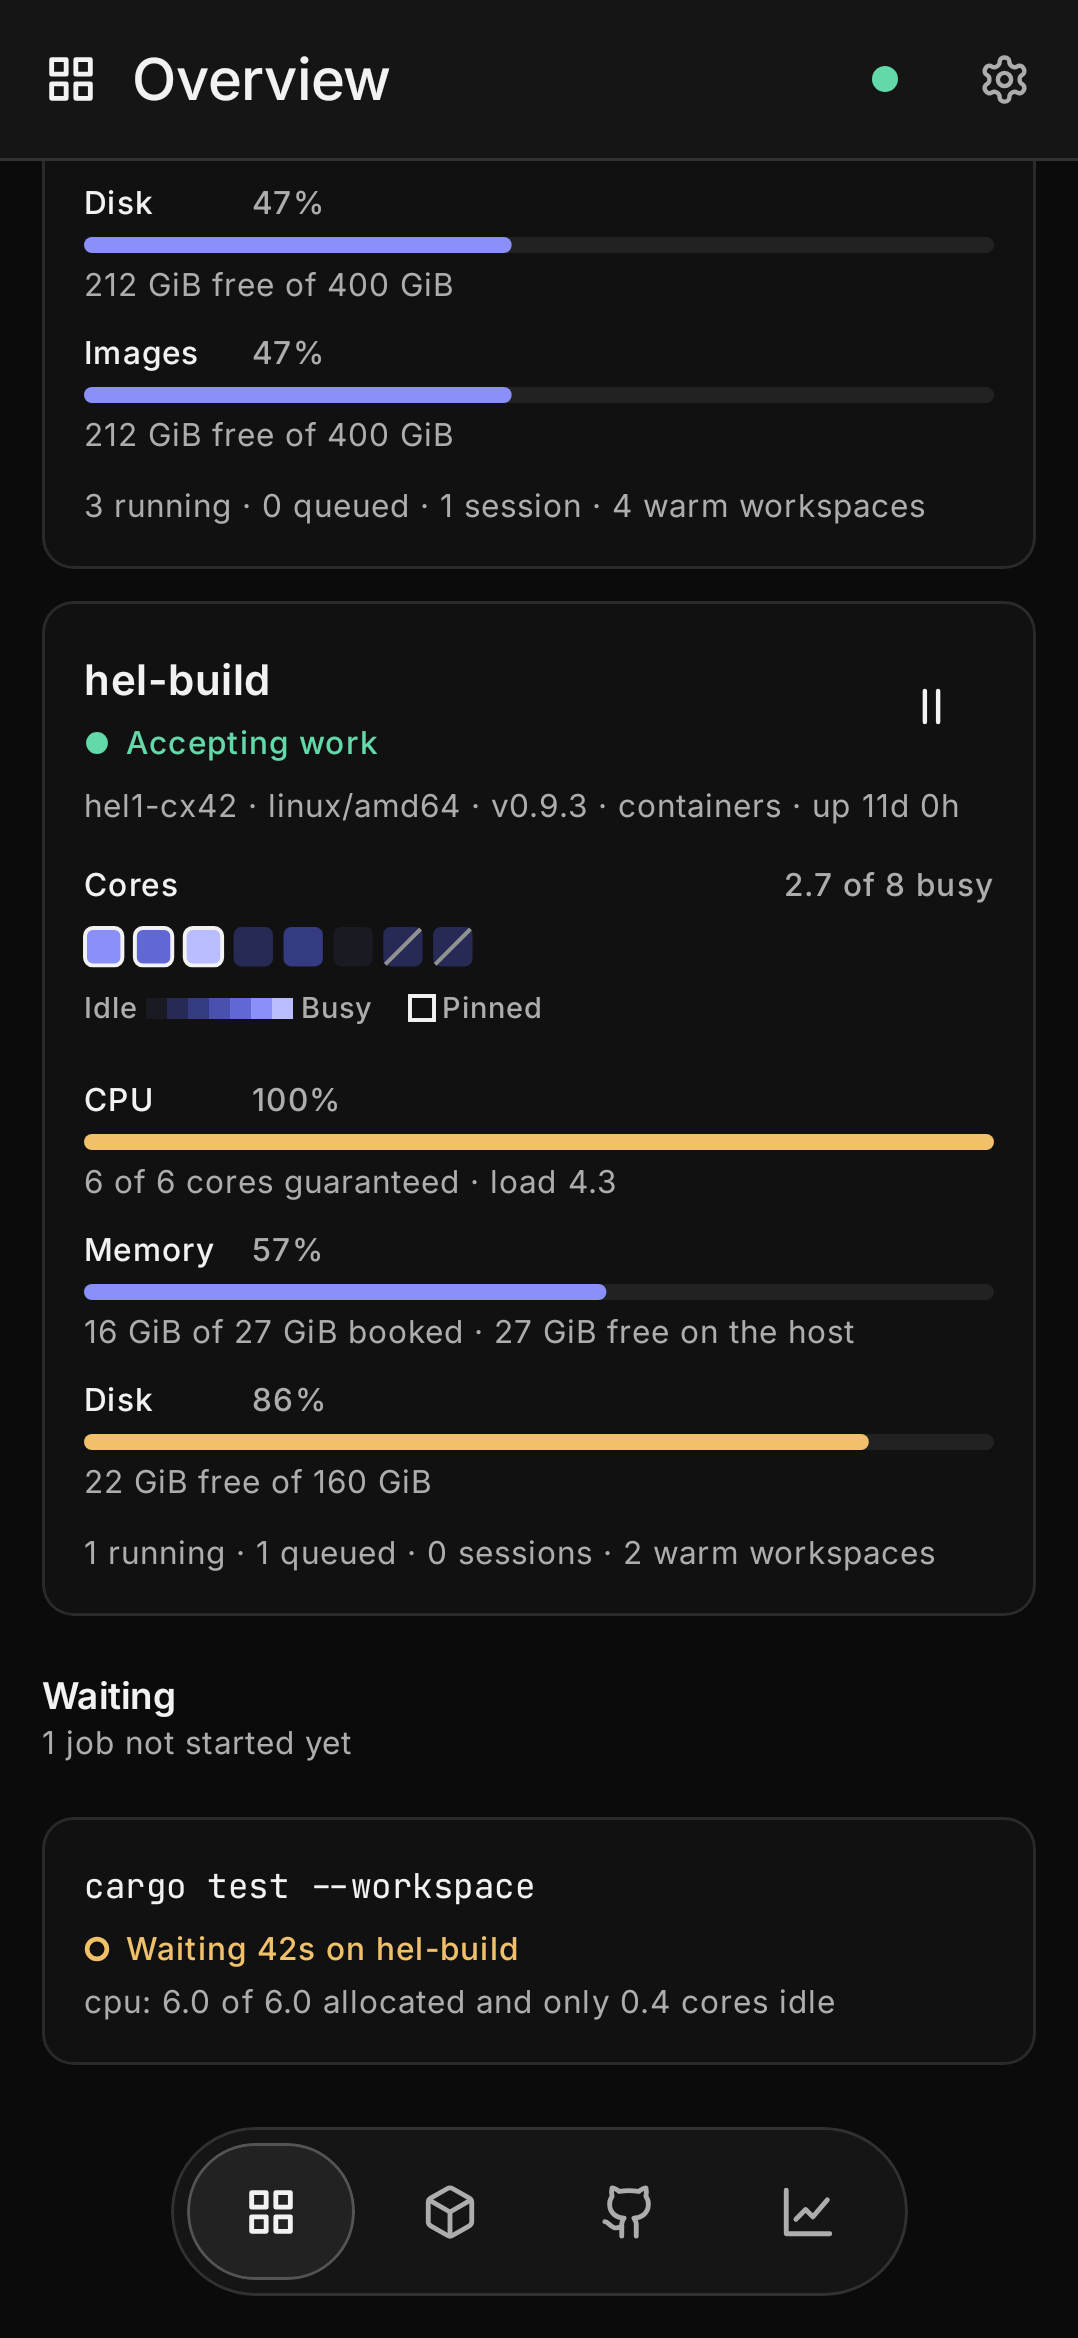 Overview
Disk 47%
212 GiB free of 400 GiB
Images 47%
212 GiB free of 400 GiB
3 running · 0 queued · 1 session · 4 warm workspaces
hel-build
Accepting work
hel1-cx42 · linux/amd64 · v0.9.3 · containers · up 11d 0h
Cores 2.7 of 8 busy
Idle Busy Pinned
CPU 100%
6 of 6 cores guaranteed · load 4.3
Memory 57%
16 GiB of 27 GiB booked · 27 GiB free on the host
Disk 86%
22 GiB free of 160 GiB
1 running · 1 queued · 0 sessions · 2 warm workspaces
Waiting
1 job not started yet
cargo test --workspace
Waiting 42s on hel-build
cpu: 6.0 of 6.0 allocated and only 0.4 cores idle